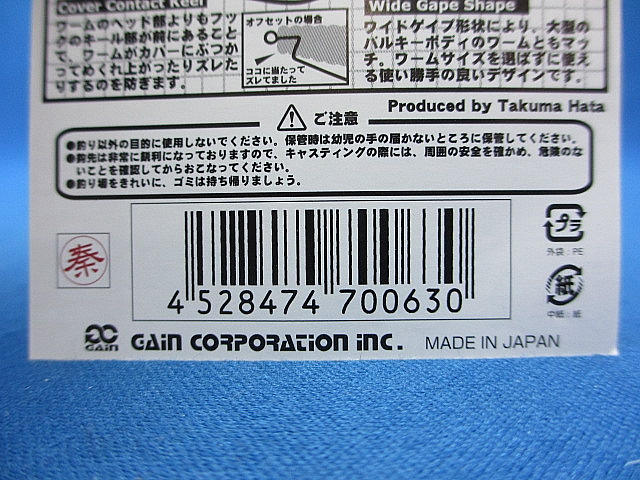 Cover Contact Keel
ワームのヘッド部よりもフッ
クのキール部が前にあること
で、ワームがカバーにぶつか
ってめくれ上がったりズレた
りするのを防ぎます。
オフセットの場合
ココに当たって
ズレてました
Wide Gape Shape
ワイドゲイプ形状により、大型の
バルキーボディのワームともマッ
チ。ワームサイズを選ばずに使え
る使い勝手の良いデザインです。
Produced by Takuma Hata
ご注意
●釣り以外の目的に使用しないでください。保管時は幼児の手の届かないところに保管してください。
●釣先は非常に鋭利になっておりますので、キャスティングの際には、周囲の安全を確かめ、危険のな
いことを確認してからおこなってください。
●釣り場をきれいに、ゴミは持ち帰りましょう。
秦
4 528474 700630
プラ
外袋：PE
紙
中紙：紙
GAIN
GAIN CORPORATION INC.
MADE IN JAPAN